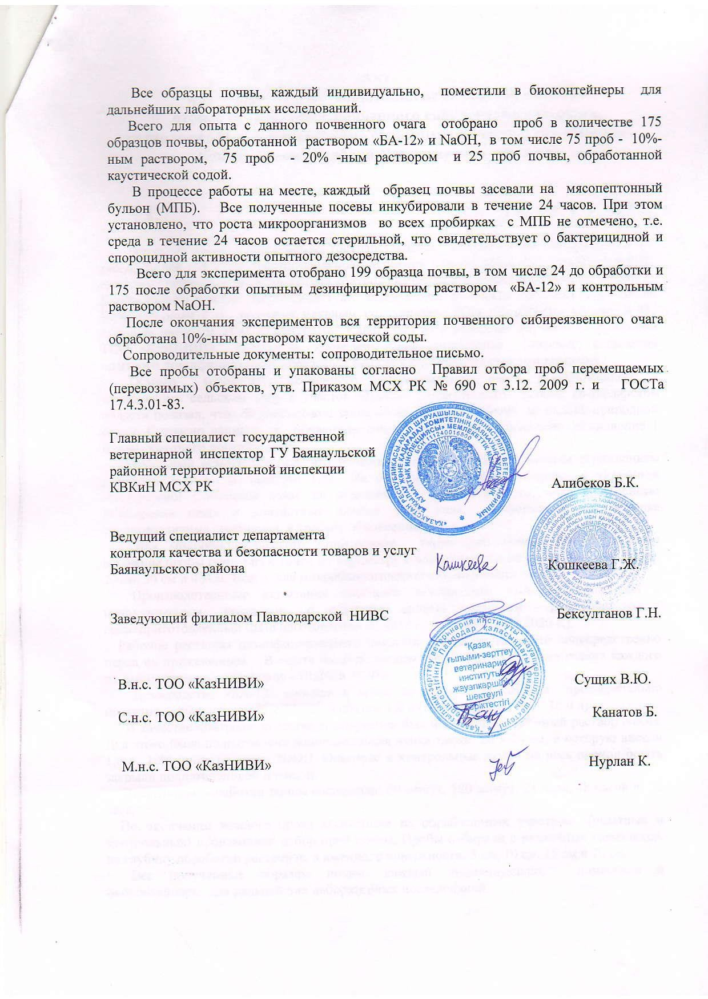 Все образцы почвы, каждый индивидуально, поместили в биоконтейнеры для
дальнейших лабораторных исследований.
Всего для опыта с данного почвенного очага отобрано проб в количестве 175
образцов почвы, обработанной раствором «БА-12» и NaOH, в том числе 75 проб - 10%-
ным раствором, 75 проб - 20% -ным раствором и 25 проб почвы, обработанной
каустической содой.
В процессе работы на месте, каждый образец почвы засевали на мясопептонный
бульон (МПБ). Все полученные посевы инкубировали в течение 24 часов. При этом
установлено, что роста микроорганизмов во всех пробирках с МПБ не отмечено, т.е.
среда в течение 24 часов остается стерильной, что свидетельствует о бактерицидной и
спороцидной активности опытного дезосредства.
Всего для эксперимента отобрано 199 образца почвы, в том числе 24 до обработки и
175 после обработки опытным дезинфицирующим раствором «БА-12» и контрольным
раствором NaOH.
После окончания экспериментов вся территория почвенного сибиреязвенного очага
обработана 10%-ным раствором каустической соды.
Сопроводительные документы: сопроводительное письмо.
Все пробы отобраны и упакованы согласно Правил отбора проб перемещаемых
(перевозимых) объектов, утв. Приказом МСХ РК № 690 от 3.12. 2009 г. и ГОСТа
17.4.3.01-83.
Главный специалист государственной
ветеринарной инспектор ГУ Баянаульской
районной территориальной инспекции
КВКиН МСХ РК Алибеков Б.К.
БСН 111240016800
Ведущий специалист департамента
контроля качества и безопасности товаров и услуг
Баянаульского района Кошкеева Кошкеева Г.Ж.
Заведующий филиалом Павлодарской НИВС Бексултанов Г.Н.
"Қазақ
ғылыми-зерттеу
ветеринария
институты"
жауапкершілігі
шектеулі
серіктестігі
В.н.с. ТОО «КазНИВИ» Сущих В.Ю.
С.н.с. ТОО «КазНИВИ» Канатов Б.
М.н.с. ТОО «КазНИВИ» Нурлан К.